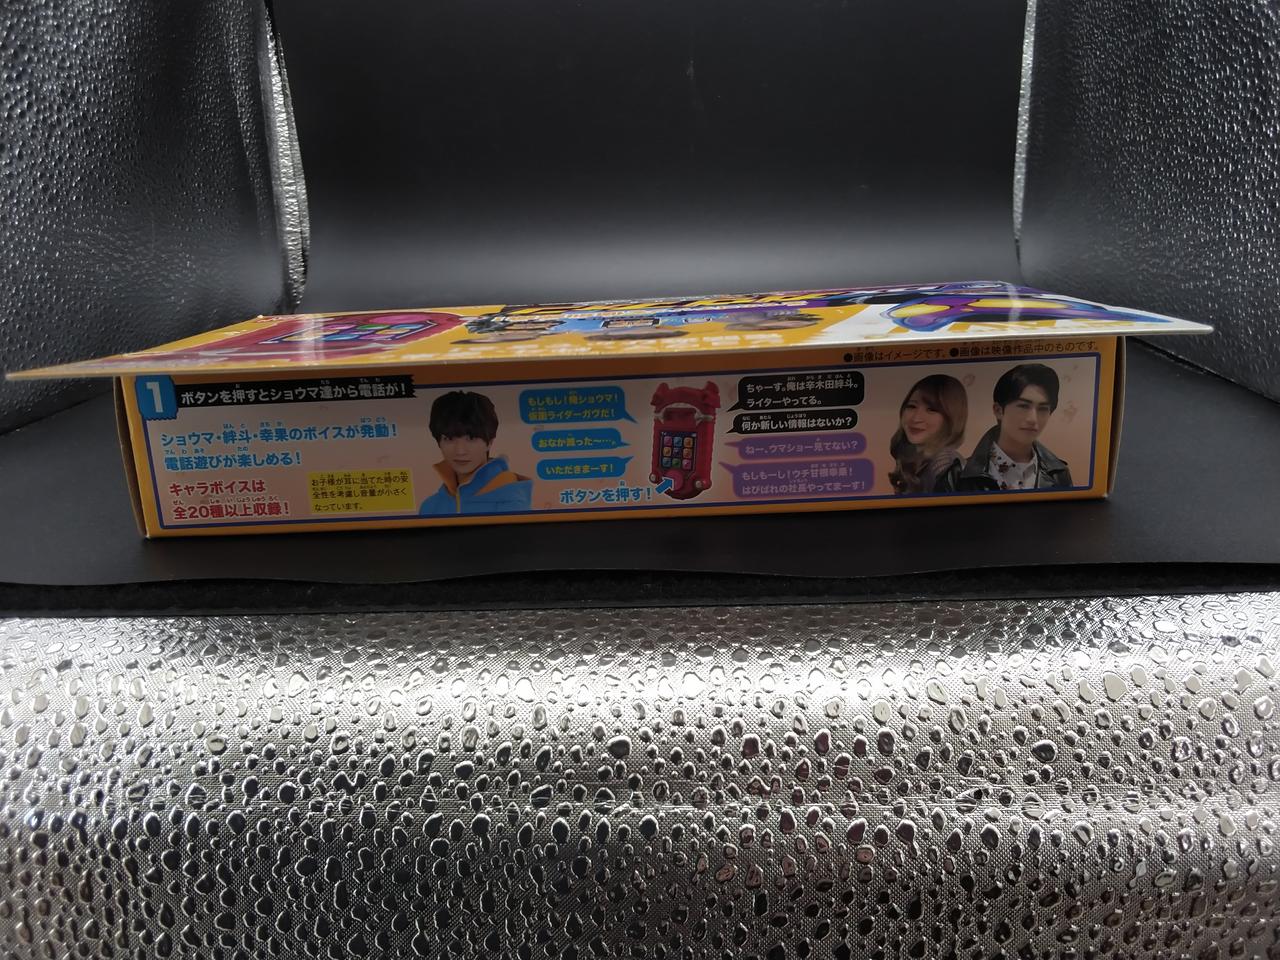 ●画像はイメージです。●画像は映像作品中のものです。
1
ボタンを押すとショウマ達から電話が！
ショウマ・絆斗・幸果のボイスが発動！
電話遊びが楽しめる！
キャラボイスは
全20種以上収録！
お子様が耳に当てた時の安
全性を考慮し音量が小さく
なっています。
もしもし！俺ショウマ！
仮面ライダーガヴだ！
おなか減った〜…。
いただきまーす！
ボタンを押す！
ちゃーす。俺は辛木田絆斗。
ライターやってる。
何か新しい情報はないか？
ねー、ウマショー見てない？
もしもーし！ウチ甘根幸果！
はぴぱれの社長やってまーす！